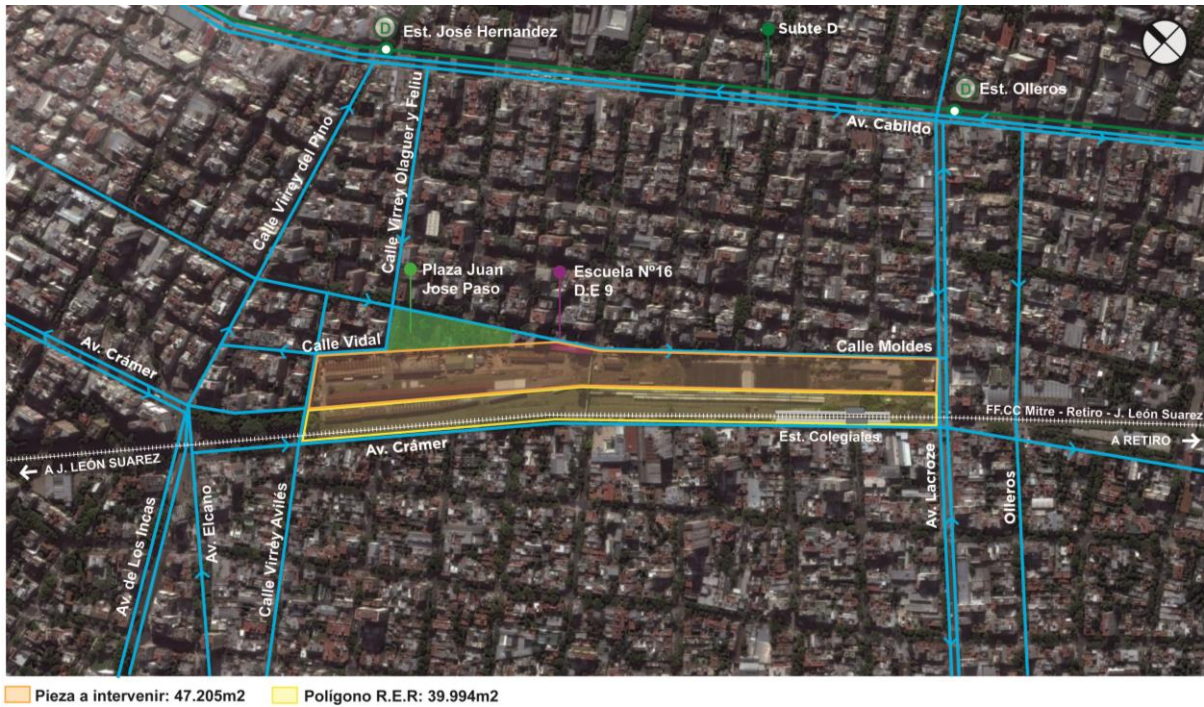 D Est. José Hernandez
Subte D
D Est. Olleros
Av. Cabildo
Calle Virrey del Pino
Calle Virrey Olaguer y Feliu
Plaza Juan
Jose Paso
Escuela Nº16
D.E 9
Calle Vidal
Calle Moldes
Av. Crámer
FF.CC Mitre - Retiro - J. León Suarez
Est. Colegiales
Av. Crámer
A RETIRO
A J. LEÓN SUAREZ
Av. de Los Incas
Av. Elcano
Calle Virrey Avilés
Av. Lacroze
Olleros
Pieza a intervenir: 47.205m2
Polígono R.E.R: 39.994m2